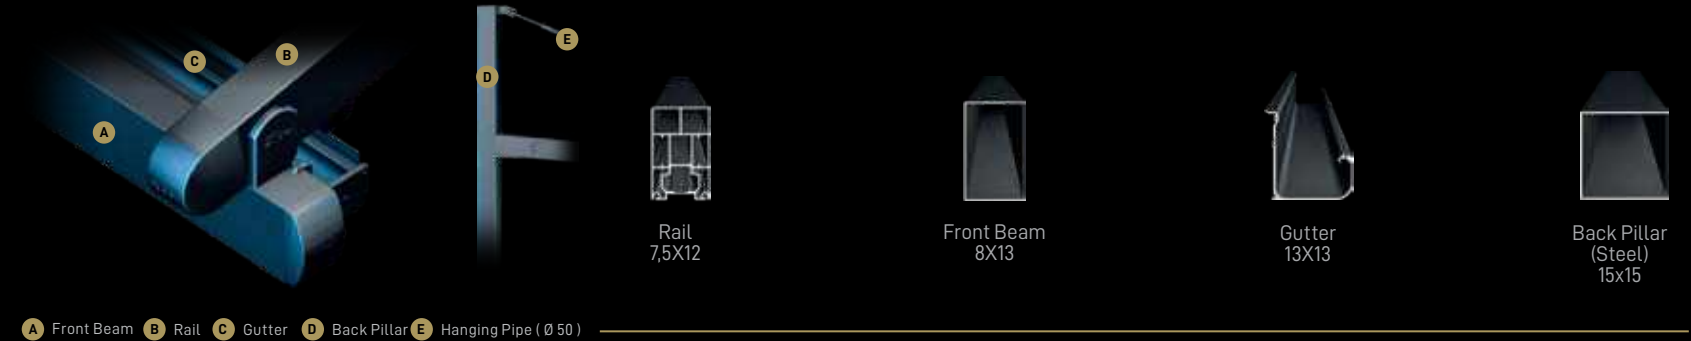 C
B
A
E
D
Rail
7,5X12
Front Beam
8X13
Gutter
13X13
Back Pillar
(Steel)
15x15
A Front Beam B Rail C Gutter D Back Pillar E Hanging Pipe ( Ø 50 )